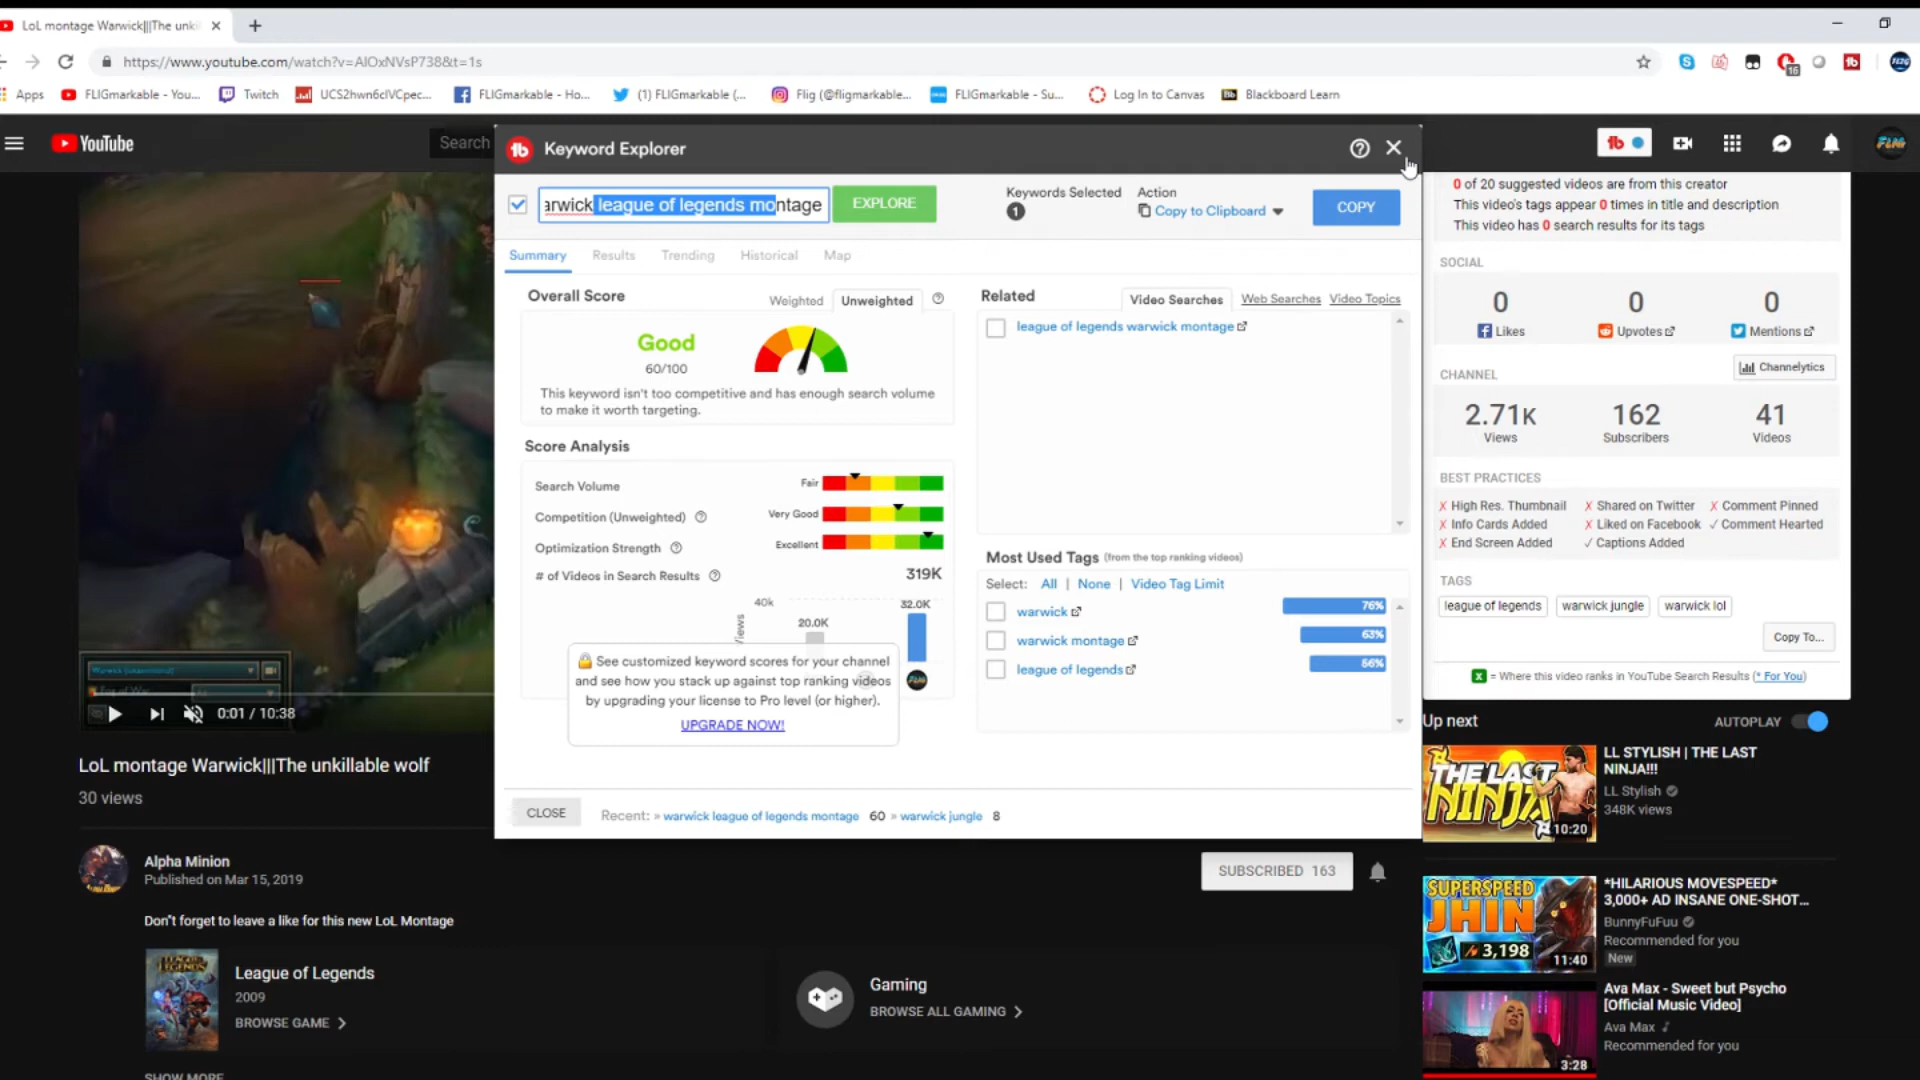 LoL montage Warwick|||The unki
https://www.youtube.com/watch?v=AlOxNVsP738&t=1s
16
Apps
FLIGmarkable - You...
Twitch
UCS2hwn6clVCpec...
FLIGmarkable - Ho...
(1) FLIGmarkable (...
Flig (@fligmarkable...
FLIGmarkable - Su...
Log In to Canvas
Bb
Blackboard Learn
YouTube
Search
Keyword Explorer
arwick league of legends montage
EXPLORE
Keywords Selected
1
Action
Copy to Clipboard
COPY
Summary
Results
Trending
Historical
Map
Overall Score
Weighted
Unweighted
Good
60/100
This keyword isn't too competitive and has enough search volume
to make it worth targeting.
Score Analysis
Search Volume
Fair
Competition (Unweighted)
Very Good
Optimization Strength
Excellent
# of Videos in Search Results
319K
40k
20.0K
32.0K
See customized keyword scores for your channel
and see how you stack up against top ranking videos
by upgrading your license to Pro level (or higher).
UPGRADE NOW!
Related
Video Searches
Web Searches
Video Topics
league of legends warwick montage
Most Used Tags (from the top ranking videos)
Select: All | None | Video Tag Limit
warwick
76%
warwick montage
63%
league of legends
56%
CLOSE
Recent: » warwick league of legends montage 60 » warwick jungle 8
0 of 20 suggested videos are from this creator
This video's tags appear 0 times in title and description
This video has 0 search results for its tags
SOCIAL
0
Likes
0
Upvotes
0
Mentions
CHANNEL
Channelytics
2.71K
Views
162
Subscribers
41
Videos
BEST PRACTICES
✗ High Res. Thumbnail
✗ Shared on Twitter
✗ Comment Pinned
✗ Info Cards Added
✗ Liked on Facebook
✓ Comment Hearted
✗ End Screen Added
✓ Captions Added
TAGS
league of legends
warwick jungle
warwick lol
Copy To...
x = Where this video ranks in YouTube Search Results (* For You)
0:01 / 10:38
LoL montage Warwick|||The unkillable wolf
30 views
Alpha Minion
Published on Mar 15, 2019
SUBSCRIBED 163
Don"t forget to leave a like for this new LoL Montage
League of Legends
2009
BROWSE GAME
Gaming
BROWSE ALL GAMING
SHOW MORE
Up next
AUTOPLAY
THE LAST
NINJA
10:20
LL STYLISH | THE LAST
NINJA!!!
LL Stylish
348K views
SUPERSPEED
JHIN
3,198
11:40
*HILARIOUS MOVESPEED*
3,000+ AD INSANE ONE-SHOT...
BunnyFuFuu
Recommended for you
New
3:28
Ava Max - Sweet but Psycho
[Official Music Video]
Ava Max
Recommended for you